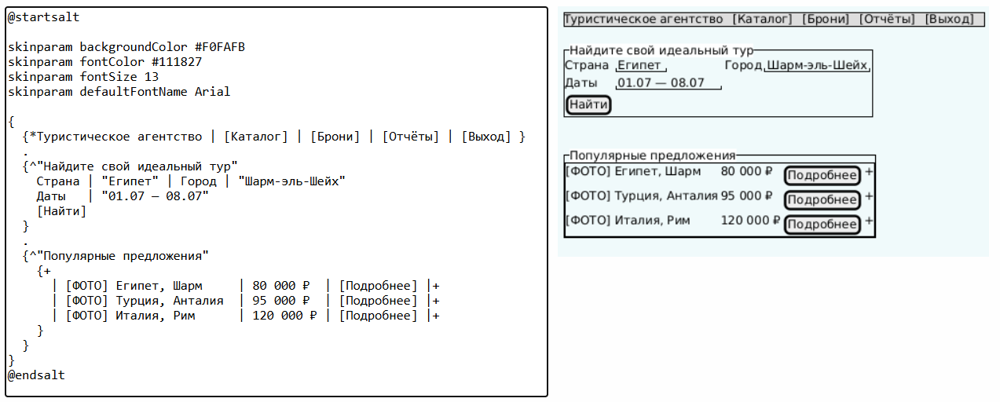 @startsalt
skinparam backgroundColor #F0FAFB
skinparam fontColor #111827
skinparam fontSize 13
skinparam defaultFontName Arial
{
{*Туристическое агентство | [Каталог] | [Брони] | [Отчёты] | [Выход] }
.
{^"Найдите свой идеальный тур"
Страна | "Египет" | Город | "Шарм-эль-Шейх"
Даты | "01.07 – 08.07"
[Найти]
}
.
{^"Популярные предложения"
{+
| [ФОТО] Египет, Шарм | 80 000 ₽ | [Подробнее] |+
| [ФОТО] Турция, Анталия | 95 000 ₽ | [Подробнее] |+
| [ФОТО] Италия, Рим | 120 000 ₽ | [Подробнее] |+
}
}
}
@endsalt
Туристическое агентство [Каталог] [Брони] [Отчёты] [Выход]
Найдите свой идеальный тур
Страна Египет Город Шарм-эль-Шейх
Даты 01.07 — 08.07
Найти
Популярные предложения
[ФОТО] Египет, Шарм 80 000 ₽ Подробнее +
[ФОТО] Турция, Анталия 95 000 ₽ Подробнее +
[ФОТО] Италия, Рим 120 000 ₽ Подробнее +